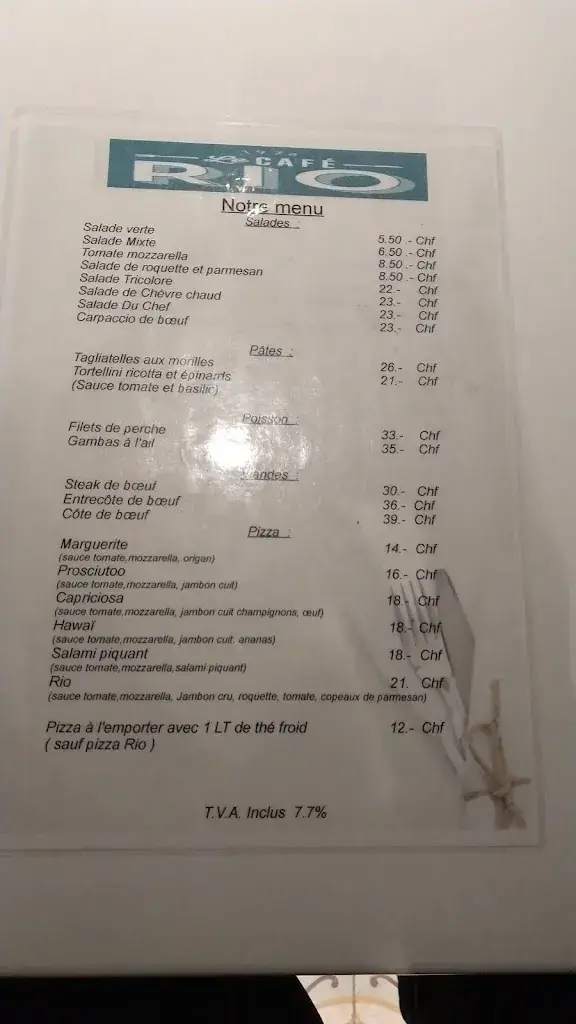 Le CAFÉ
RIO
Notre menu
Salades :
Salade verte 5.50 .- Chf
Salade Mixte 6.50 .- Chf
Tomate mozzarella 8.50 .- Chf
Salade de roquette et parmesan 8.50 .- Chf
Salade Tricolore 22 .- Chf
Salade de Chèvre chaud 23.- Chf
Salade Du Chef 23.- Chf
Carpaccio de bœuf 23.- Chf
Pâtes :
Tagliatelles aux morilles 26.- Chf
Tortellini ricotta et épinards 21.- Chf
(Sauce tomate et basilic)
Poisson :
Filets de perche 33.- Chf
Gambas à l'ail 35.- Chf
Viandes :
Steak de bœuf 30.- Chf
Entrecôte de bœuf 36.- Chf
Côte de bœuf 39.- Chf
Pizza :
Marguerite 14.- Chf
(sauce tomate,mozzarella, origan)
Prosciutoo 16.- Chf
(sauce tomate,mozzarella, jambon cuit)
Capriciosa 18.- Chf
(sauce tomate,mozzarella, jambon cuit champignons, œuf)
Hawaï 18.- Chf
(sauce tomate,mozzarella, jambon cuit, ananas)
Salami piquant 18.- Chf
(sauce tomate,mozzarella,salami piquant)
Rio 21. Chf
(sauce tomate,mozzarella, Jambon cru, roquette, tomate, copeaux de parmesan)
Pizza à l'emporter avec 1 LT de thé froid 12.- Chf
( sauf pizza Rio )
T.V.A. Inclus 7.7%